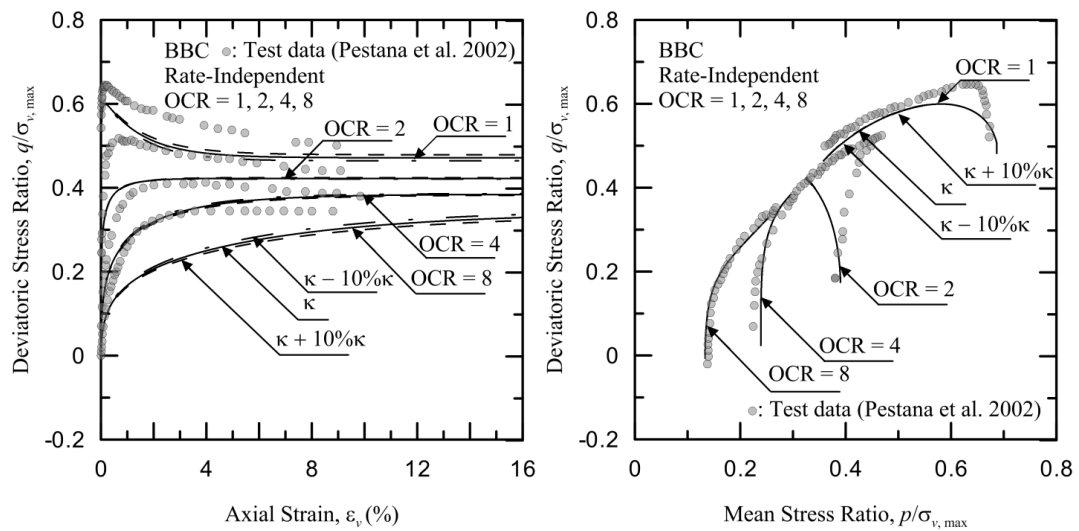 0.8
0.6
0.4
0.2
0
-0.2
Deviatoric Stress Ratio, q/σv, max
BBC : Test data (Pestana et al. 2002)
Rate-Independent
OCR = 1, 2, 4, 8
OCR = 2
OCR = 1
OCR = 4
OCR = 8
κ − 10%κ
κ
κ + 10%κ
0 4 8 12 16
Axial Strain, εv (%)
0.8
0.6
0.4
0.2
0
-0.2
Deviatoric Stress Ratio, q/σv, max
BBC
Rate-Independent
OCR = 1, 2, 4, 8
OCR = 1
κ + 10%κ
κ
κ − 10%κ
OCR = 2
OCR = 4
OCR = 8
: Test data (Pestana et al. 2002)
0 0.2 0.4 0.6 0.8
Mean Stress Ratio, p/σv, max